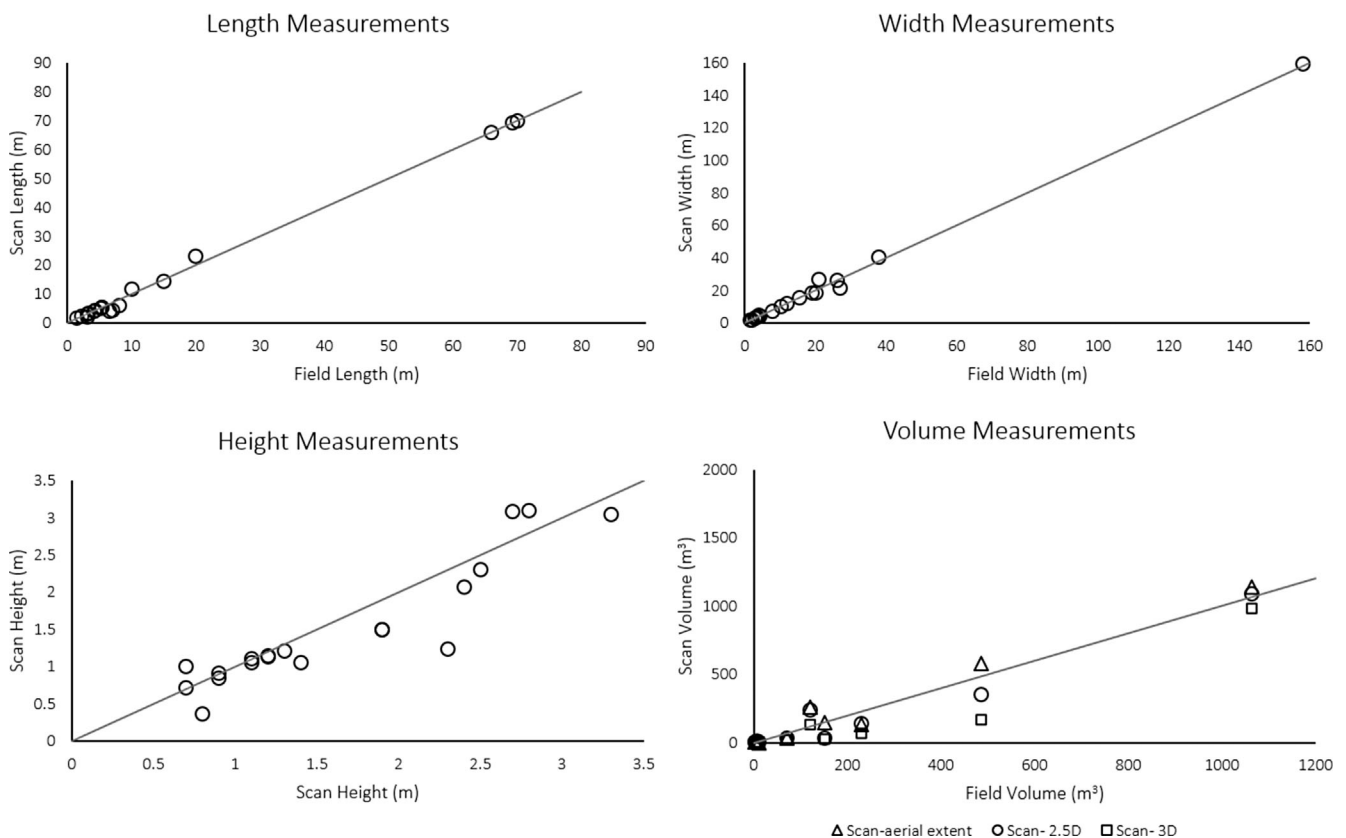 Length Measurements
90
80
70
60
50
40
30
20
10
0
Scan Length (m)
0 10 20 30 40 50 60 70 80 90
Field Length (m)
Width Measurements
160
140
120
100
80
60
40
20
0
Scan Width (m)
0 20 40 60 80 100 120 140 160
Field Width (m)
Height Measurements
3.5
3
2.5
2
1.5
1
0.5
0
Scan Height (m)
0 0.5 1 1.5 2 2.5 3 3.5
Scan Height (m)
Volume Measurements
2000
1500
1000
500
0
Scan Volume (m³)
0 200 400 600 800 1000 1200
Field Volume (m³)
Scan-aerial extent Scan- 2.5D Scan- 3D